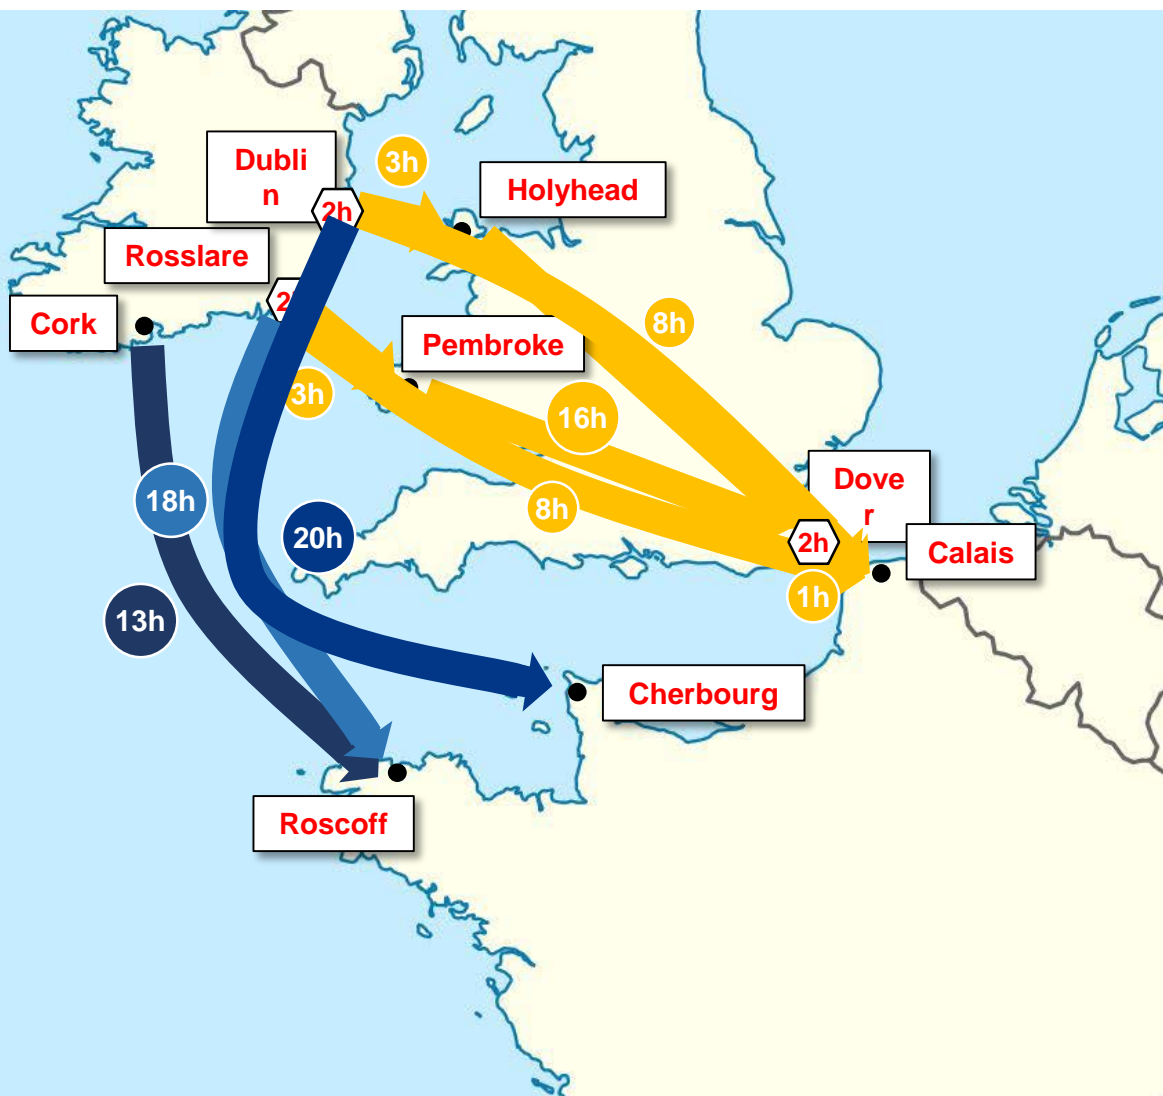 Dubli
n
3h
Holyhead
2h
Rosslare
Cork
8h
Pembroke
3h
16h
Dove
r
18h
8h
20h
2h
Calais
1h
13h
Cherbourg
Roscoff